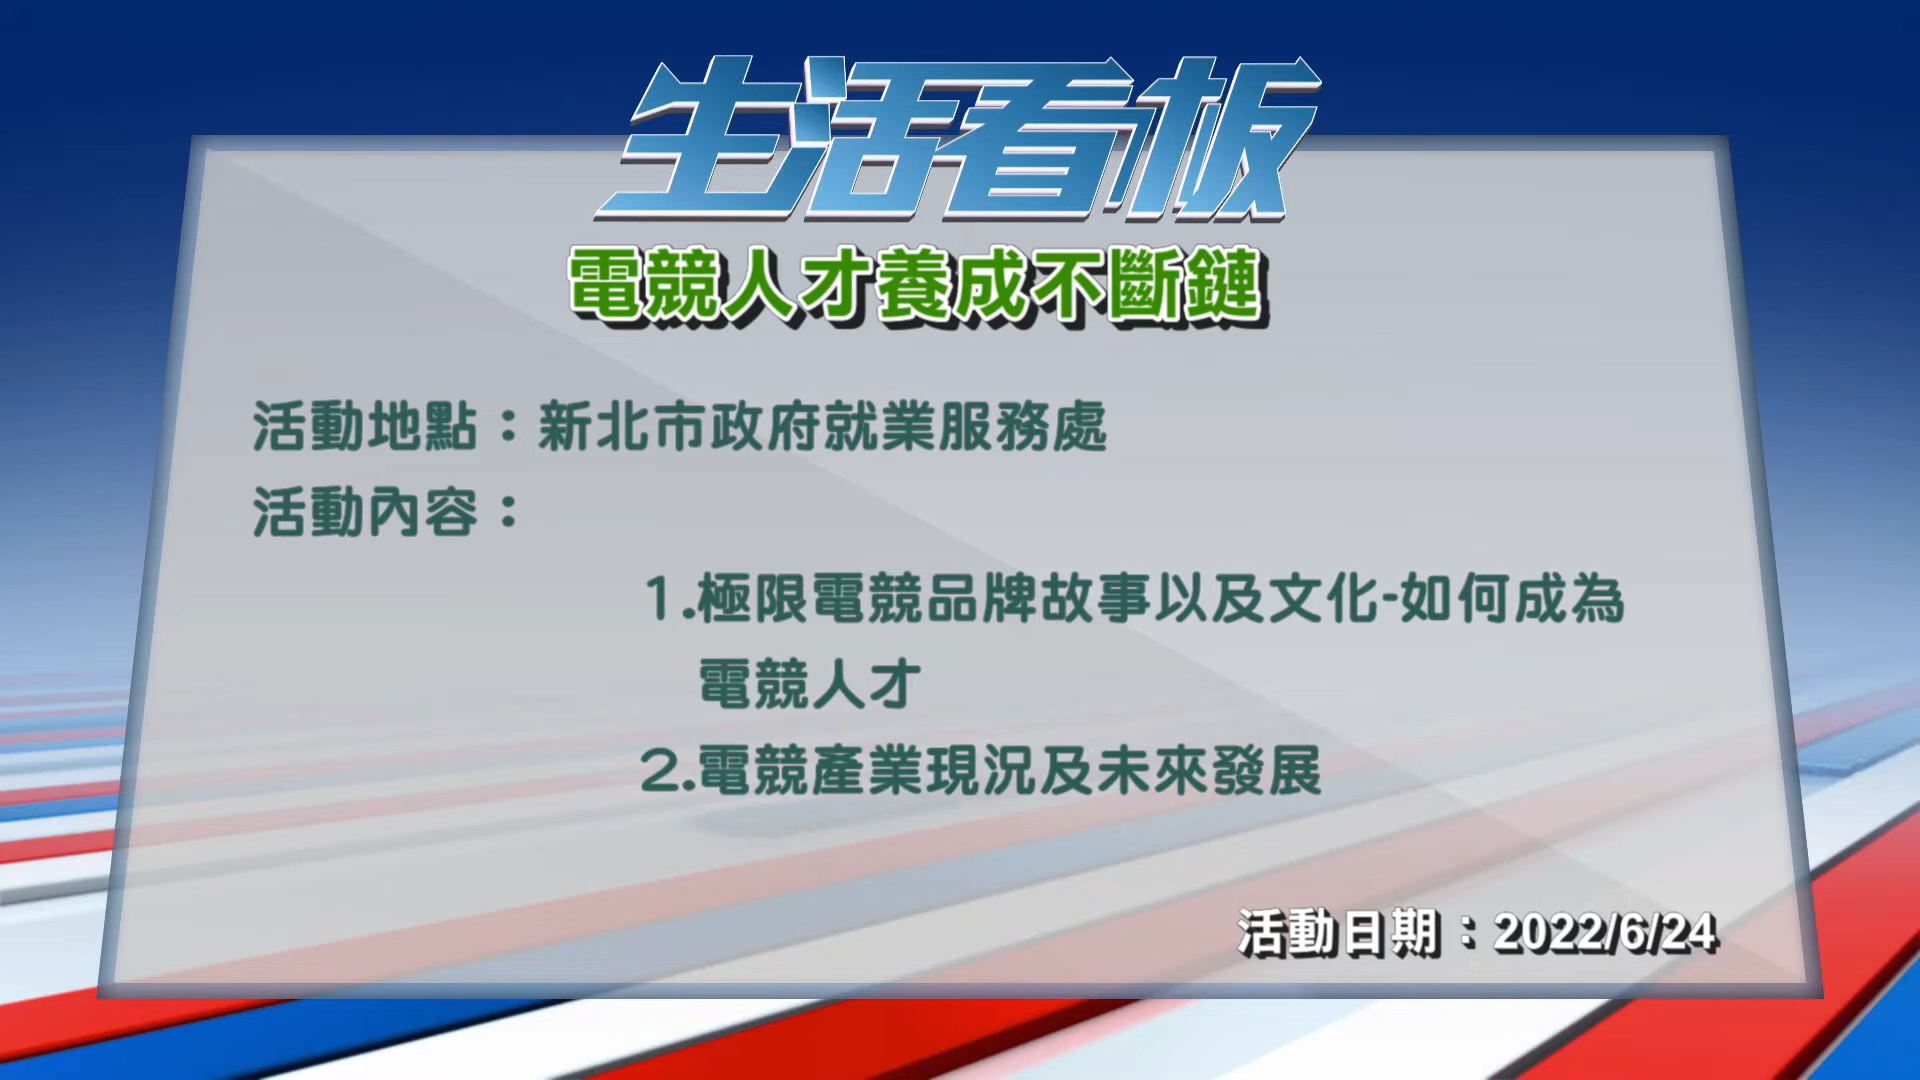 生活看板
電競人才養成不斷鏈
活動地點：新北市政府就業服務處
活動內容：
1.極限電競品牌故事以及文化-如何成為
電競人才
2.電競產業現況及未來發展
活動日期：2022/6/24